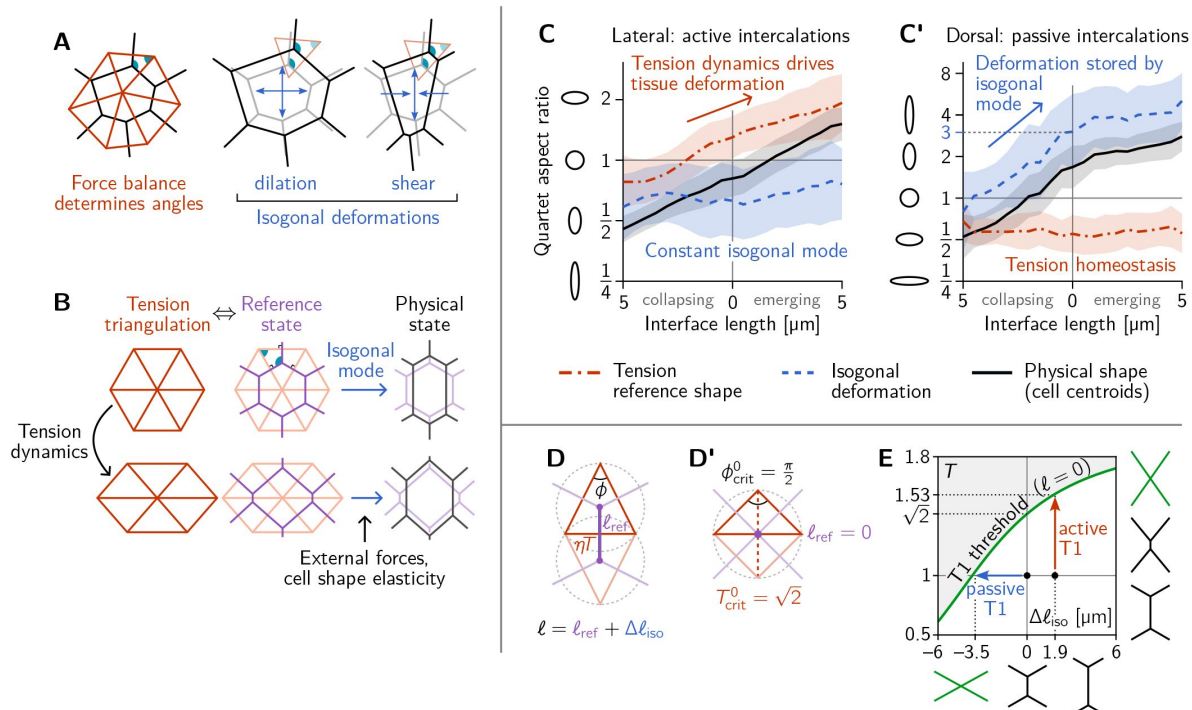 A
Force balance
determines angles
dilation
shear
Isogonal deformations
B
Tension
triangulation
⇔
Reference
state
Physical
state
Isogonal
mode
Tension
dynamics
External forces,
cell shape elasticity
C
Lateral: active intercalations
Tension dynamics drives
tissue deformation
Constant isogonal mode
Quartet aspect ratio
2
1
1/2
1/4
5
collapsing
0
emerging
5
Interface length [µm]
C'
Dorsal: passive intercalations
Deformation stored by
isogonal
mode
Tension homeostasis
8
4
3
2
1
1/2
1/4
5
collapsing
0
emerging
5
Interface length [µm]
Tension
reference shape
Isogonal
deformation
Physical shape
(cell centroids)
D
ϕ
ℓref
ηT
ℓ = ℓref + Δℓiso
D'
ϕ⁰crit = π/2
ℓref = 0
T⁰crit = √2
E
T
T1 threshold (ℓ = 0)
active
T1
passive
T1
Δℓiso [µm]
1.8
1.53
√2
1
0.5
−6
−3.5
0
1.9
6